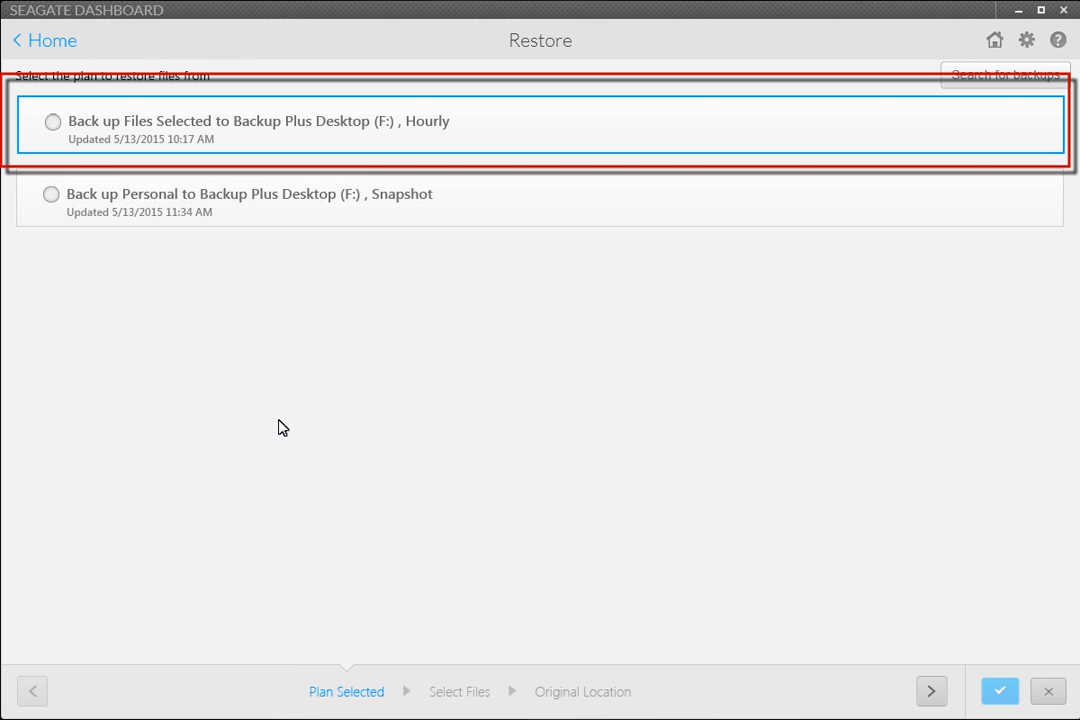 SEAGATE DASHBOARD
Home
Restore
Select the plan to restore files from
Search for backups
Back up Files Selected to Backup Plus Desktop (F:) , Hourly
Updated 5/13/2015 10:17 AM
Back up Personal to Backup Plus Desktop (F:) , Snapshot
Updated 5/13/2015 11:34 AM
Plan Selected
Select Files
Original Location